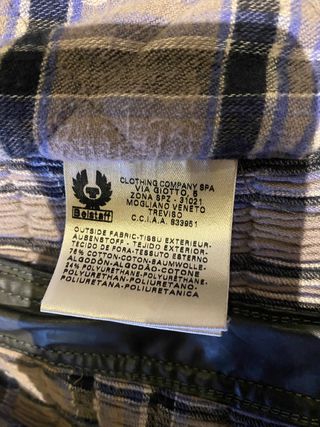 Belstaff
CLOTHING COMPANY SPA
VIA GIOTTO, 5
ZONA SPZ - 31021
MOGLIANO VENETO
TREVISO
C.C.I.A.A. 933951
OUTSIDE FABRIC-TISSU EXTERIEUR-
AUßENSTOFF - TEJIDO EXTERIOR-
TECIDO DE FORA-TESSUTO ESTERNO
76% COTTON-COTON-BAUMWOLLE-
ALGODÓN-ALGODÃO-COTONE
24% POLYURETHANE-POLYURETHANNE-
POLYURETHAN-POLIURETANO-
POLIURETANA-POLIURETANICA